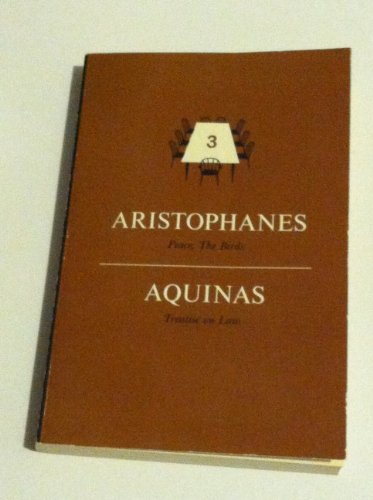 3
ARISTOPHANES
Peace, The Birds
AQUINAS
Treatise on Law